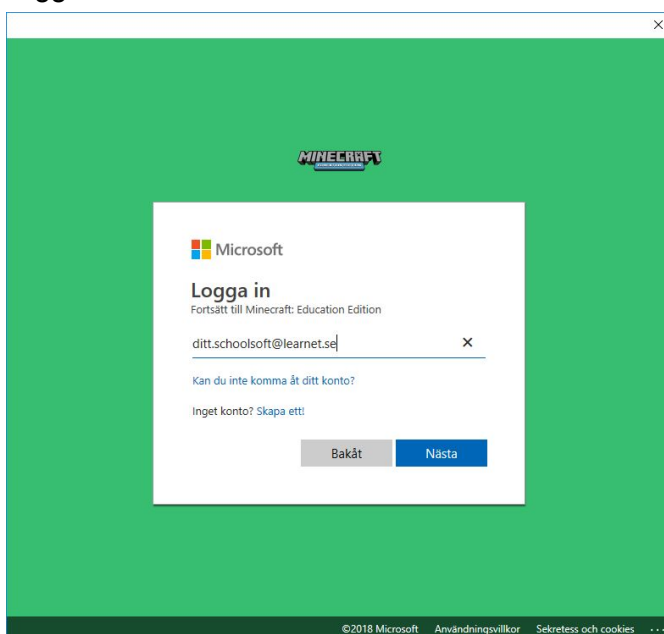 MINECRAFT
Microsoft
Logga in
Fortsätt till Minecraft: Education Edition
ditt.schoolsoft@learnet.se
Kan du inte komma åt ditt konto?
Inget konto? Skapa ett!
Bakåt Nästa
©2018 Microsoft Användningsvillkor Sekretess och cookies ...